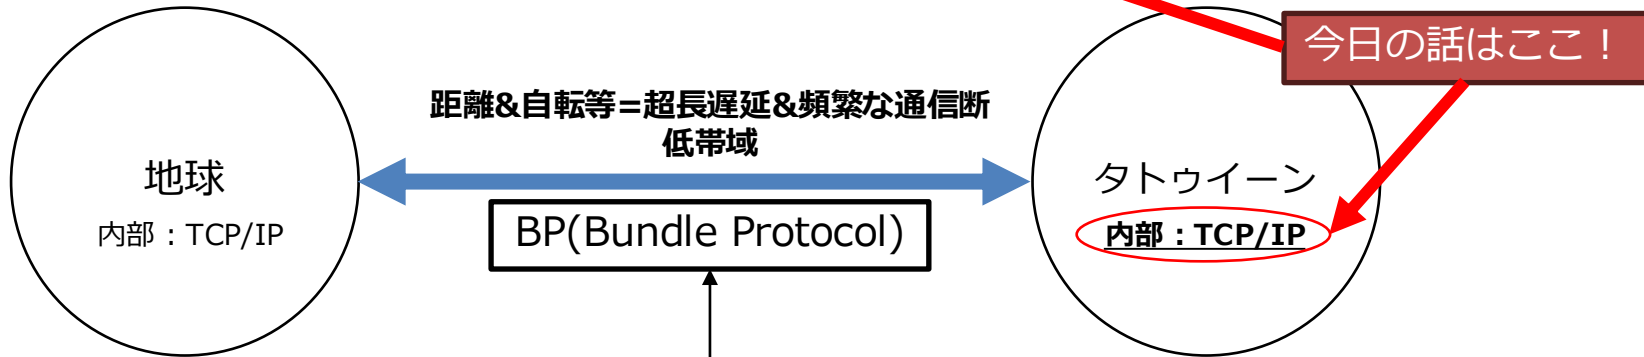 今日の話はここ！
距離&自転等=超長遅延&頻繁な通信断
低帯域
地球
内部：TCP/IP
BP(Bundle Protocol)
タトゥイーン
内部：TCP/IP